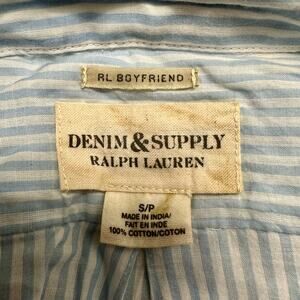 RL BOYFRIEND
DENIM & SUPPLY
RALPH LAUREN
S/P
MADE IN INDIA/
FAIT EN INDE
100% COTTON/COTON